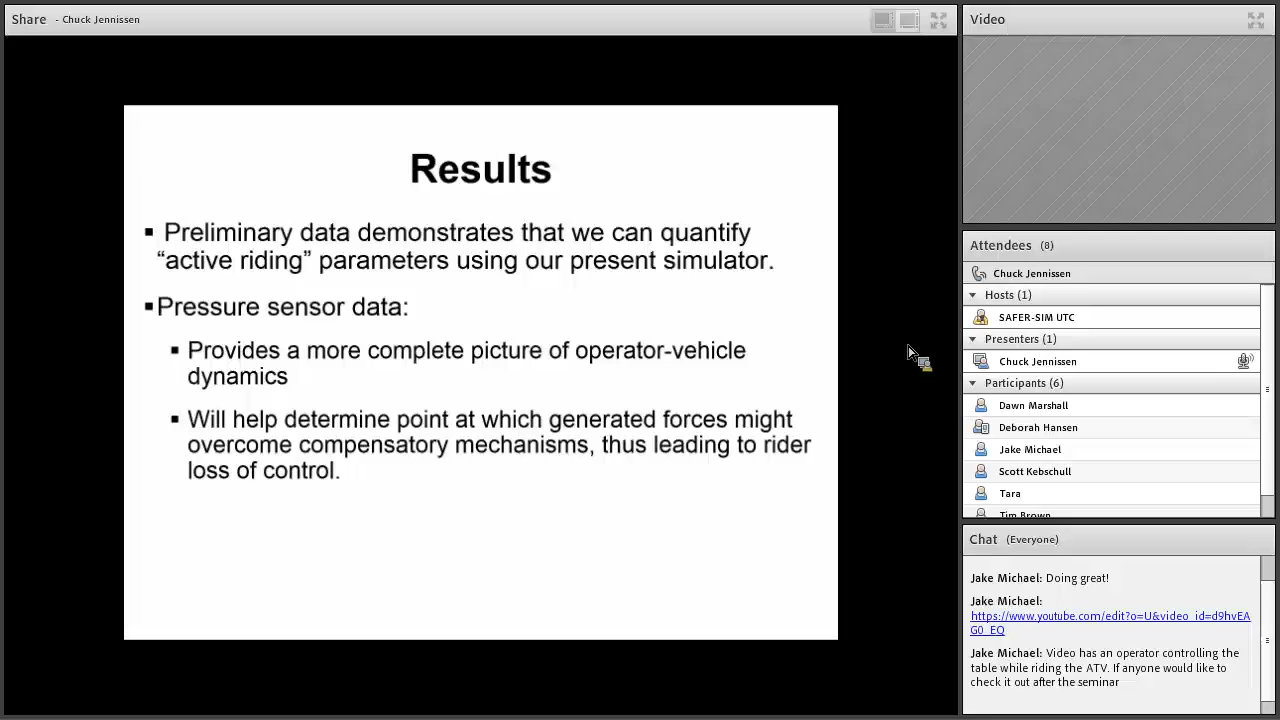 Share - Chuck Jennissen
Results
▪ Preliminary data demonstrates that we can quantify
“active riding” parameters using our present simulator.
▪Pressure sensor data:
▪ Provides a more complete picture of operator-vehicle
dynamics
▪ Will help determine point at which generated forces might
overcome compensatory mechanisms, thus leading to rider
loss of control.
Video
Attendees (8)
Chuck Jennissen
Hosts (1)
SAFER-SIM UTC
Presenters (1)
Chuck Jennissen
Participants (6)
Dawn Marshall
Deborah Hansen
Jake Michael
Scott Kebschull
Tara
Tim Brown
Chat (Everyone)
Jake Michael: Doing great!
Jake Michael:
https://www.youtube.com/edit?o=U&video_id=d9hvEA
G0_EQ
Jake Michael: Video has an operator controlling the
table while riding the ATV. If anyone would like to
check it out after the seminar